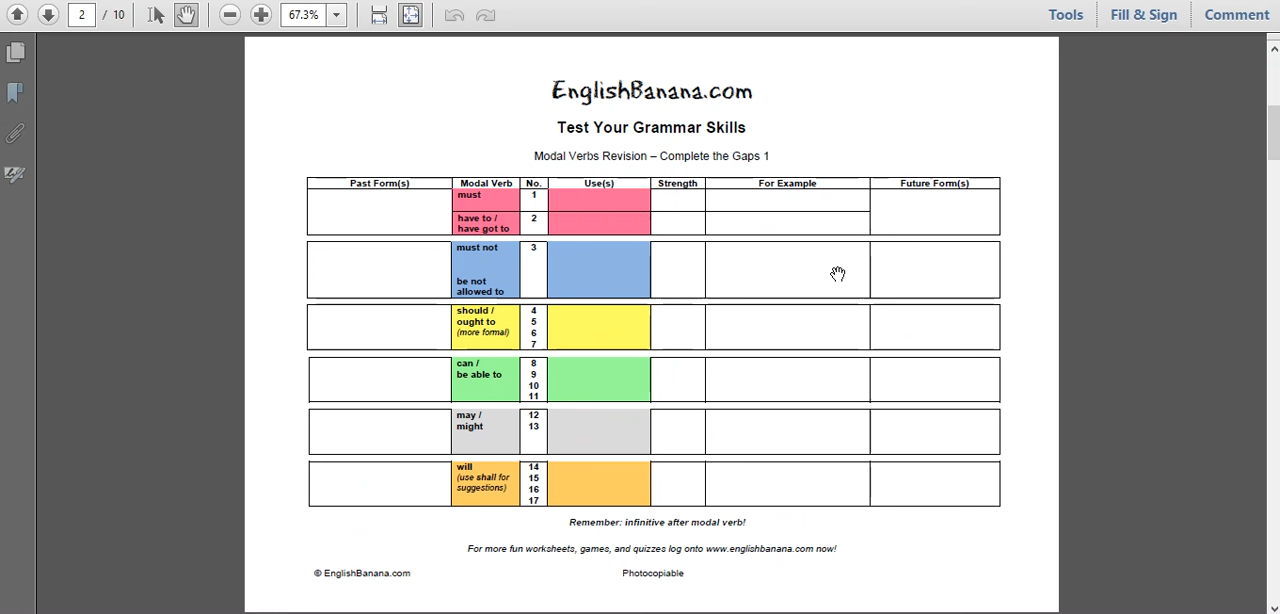 2 / 10 67.3% Tools Fill & Sign Comment
EnglishBanana.com
Test Your Grammar Skills
Modal Verbs Revision – Complete the Gaps 1
Past Form(s) Modal Verb No. Use(s) Strength For Example Future Form(s)
must 1
have to / 2
have got to
must not 3
be not
allowed to
should / 4
ought to 5
(more formal) 6
7
can / 8
be able to 9
10
11
may / 12
might 13
will 14
(use shall for 15
suggestions) 16
17
Remember: infinitive after modal verb!
For more fun worksheets, games, and quizzes log onto www.englishbanana.com now!
© EnglishBanana.com Photocopiable